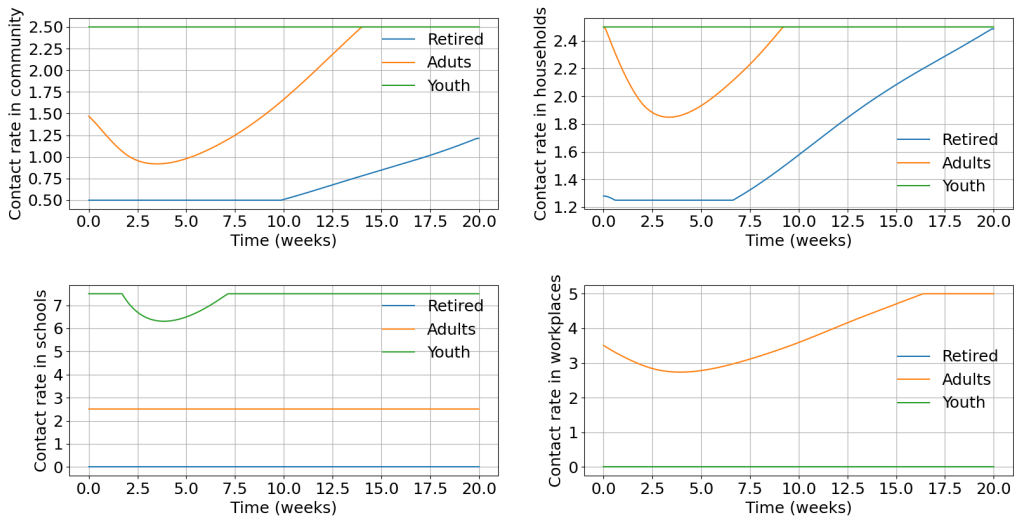 Contact rate in community
2.50
2.25
2.00
1.75
1.50
1.25
1.00
0.75
0.50
Retired
Aduts
Youth
0.0 2.5 5.0 7.5 10.0 12.5 15.0 17.5 20.0
Time (weeks)
Contact rate in households
2.4
2.2
2.0
1.8
1.6
1.4
1.2
Retired
Adults
Youth
0.0 2.5 5.0 7.5 10.0 12.5 15.0 17.5 20.0
Time (weeks)
Contact rate in schools
7
6
5
4
3
2
1
0
Retired
Adults
Youth
0.0 2.5 5.0 7.5 10.0 12.5 15.0 17.5 20.0
Time (weeks)
Contact rate in workplaces
5
4
3
2
1
0
Retired
Adults
Youth
0.0 2.5 5.0 7.5 10.0 12.5 15.0 17.5 20.0
Time (weeks)